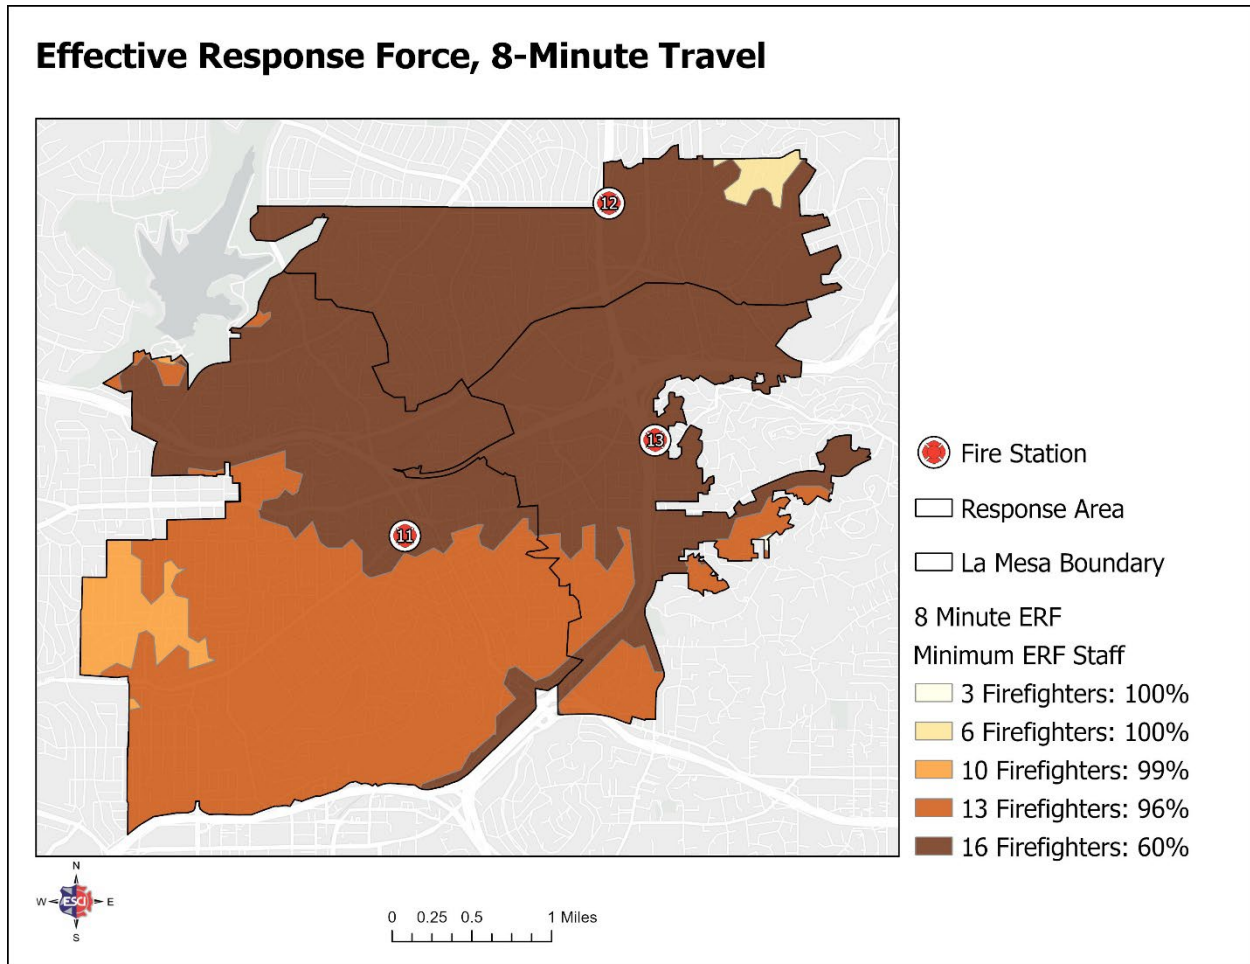 Effective Response Force, 8-Minute Travel
12
13
11
Fire Station
Response Area
La Mesa Boundary
8 Minute ERF
Minimum ERF Staff
3 Firefighters: 100%
6 Firefighters: 100%
10 Firefighters: 99%
13 Firefighters: 96%
16 Firefighters: 60%
N
W ESCI E
S
0 0.25 0.5 1 Miles